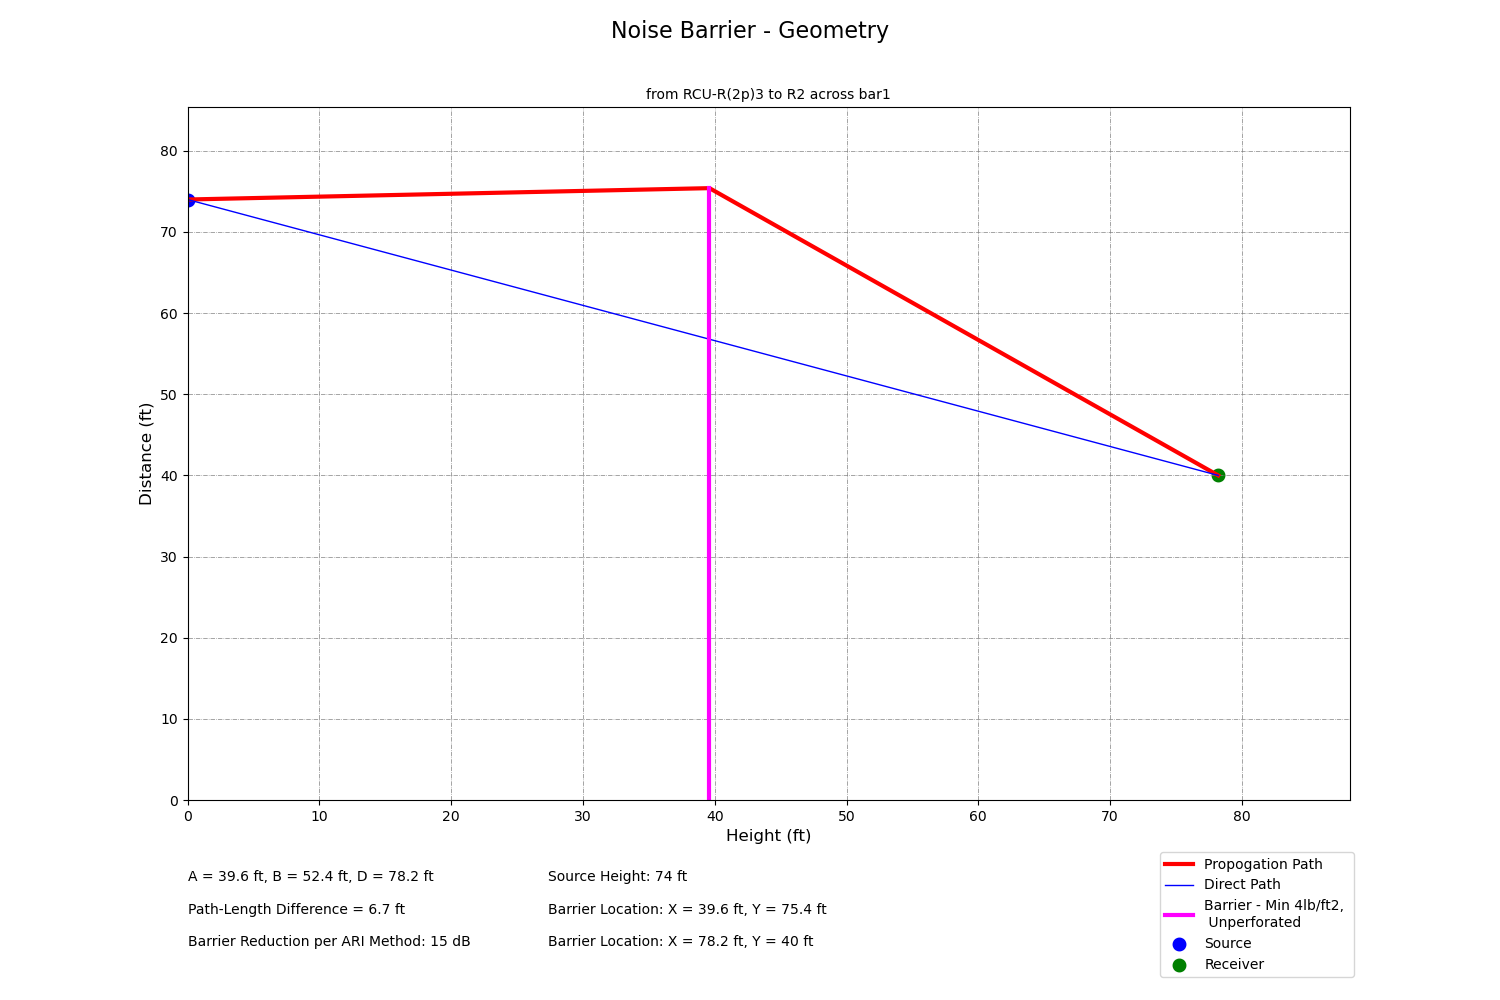 Noise Barrier - Geometry
from RCU-R(2p)3 to R2 across bar1
80
70
60
50
40
30
20
10
0
Distance (ft)
0 10 20 30 40 50 60 70 80
Height (ft)
A = 39.6 ft, B = 52.4 ft, D = 78.2 ft
Path-Length Difference = 6.7 ft
Barrier Reduction per ARI Method: 15 dB
Source Height: 74 ft
Barrier Location: X = 39.6 ft, Y = 75.4 ft
Barrier Location: X = 78.2 ft, Y = 40 ft
Propogation Path
Direct Path
Barrier - Min 4lb/ft2,
Unperforated
Source
Receiver